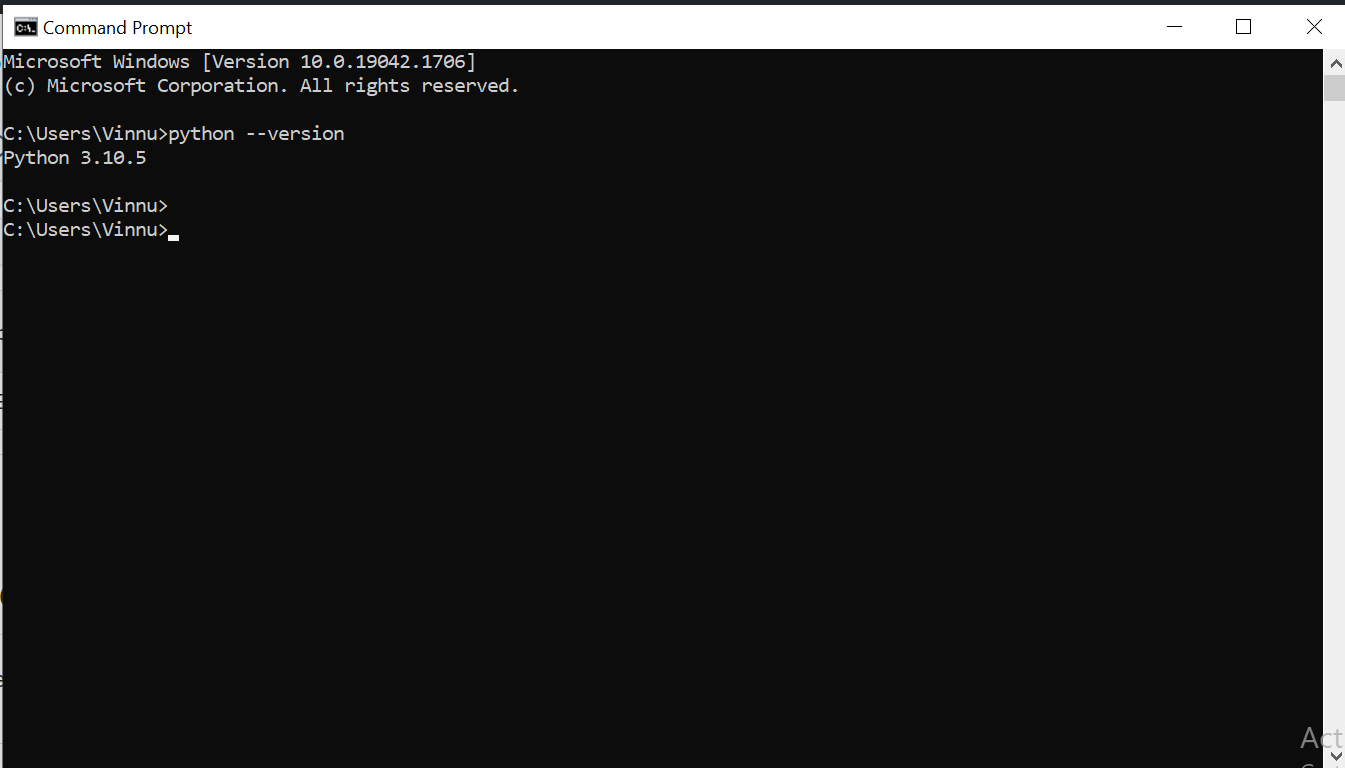 Command Prompt
Microsoft Windows [Version 10.0.19042.1706]
(c) Microsoft Corporation. All rights reserved.
C:\Users\Vinnu>python --version
Python 3.10.5
C:\Users\Vinnu>
C:\Users\Vinnu>
Act